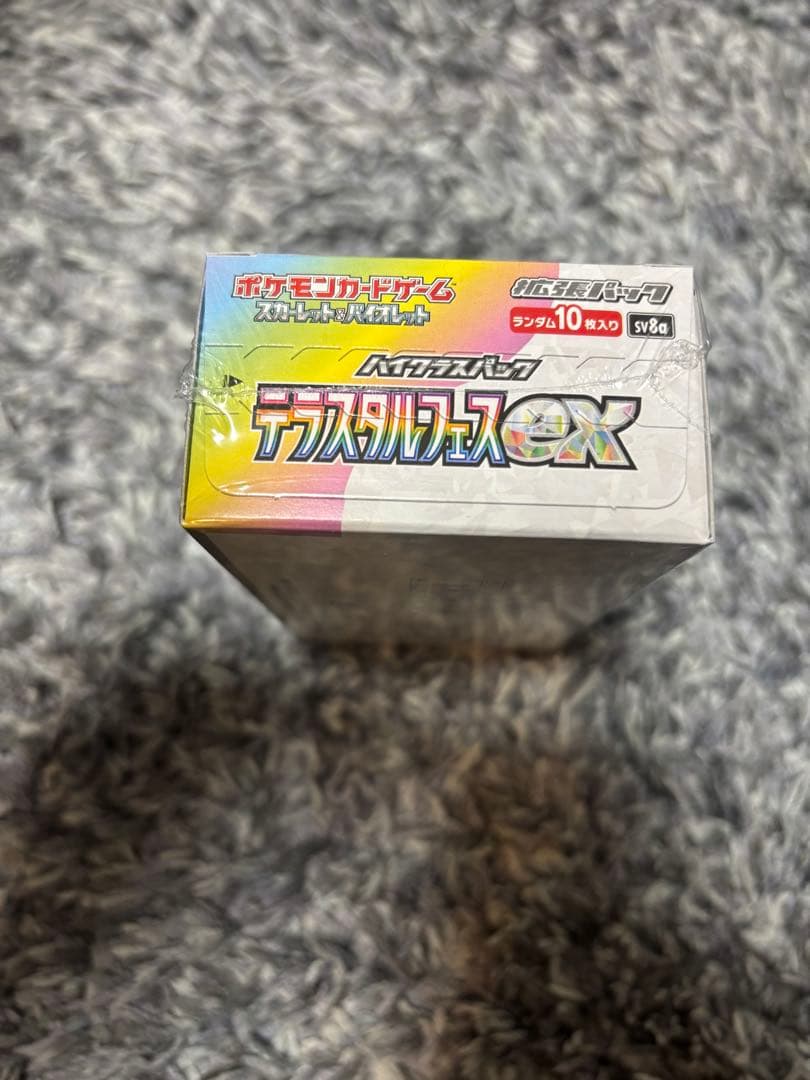 ポケモンカードゲーム
スカーレット&バイオレット
拡張パック
ランダム10枚入り sv8a
ハイクラスパック
テラスタルフェスex